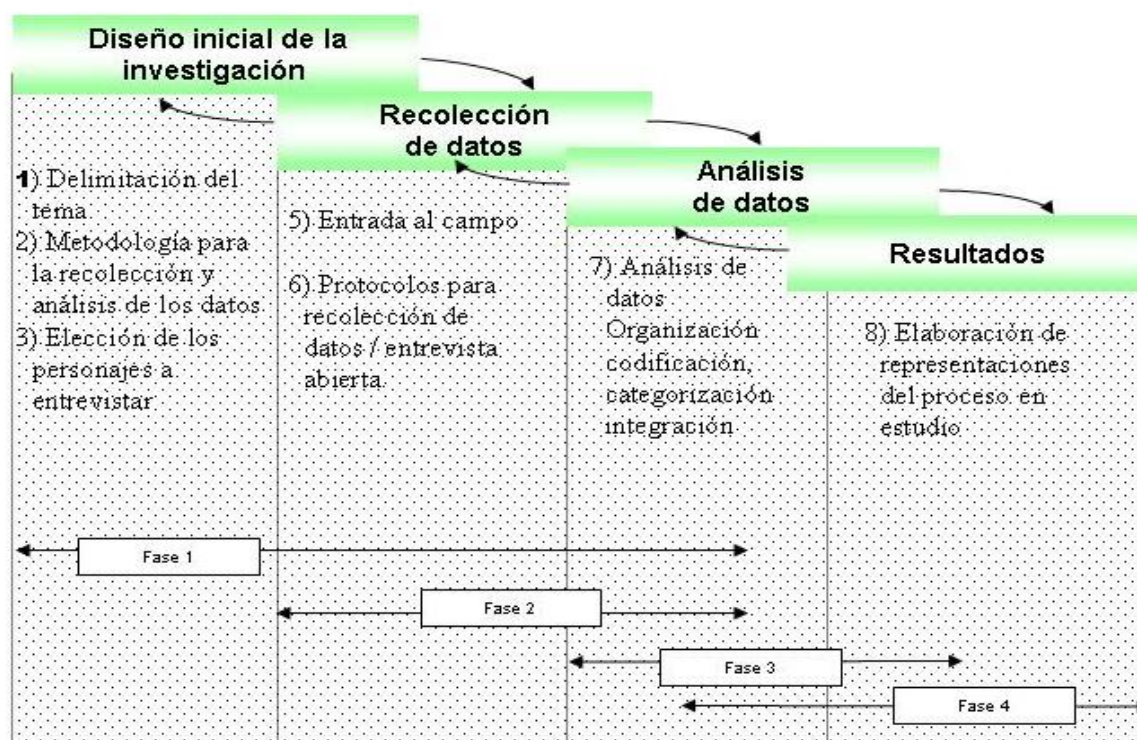 Diseño inicial de la
investigación
Recolección
de datos
Análisis
de datos
Resultados
1) Delimitación del
tema
2) Metodología para
la recolección y
análisis de los datos
3) Elección de los
personajes a
entrevistar
5) Entrada al campo
6) Protocolos para
recolección de
datos / entrevista
abierta.
7) Análisis de
datos
Organización
codificación,
categorización
integración
8) Elaboración de
representaciones
del proceso en
estudio
Fase 1
Fase 2
Fase 3
Fase 4